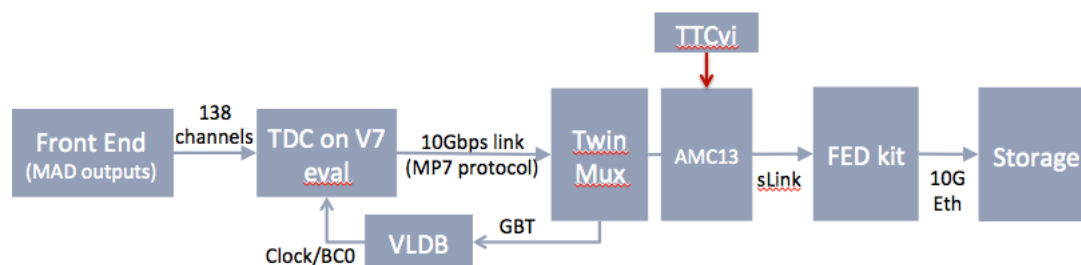 TTCvi
Front End
(MAD outputs)
138
channels
TDC on V7
eval
10Gbps link
(MP7 protocol)
Twin
Mux
AMC13
sLink
FED kit
10G
Eth
Storage
Clock/BC0
VLDB
GBT